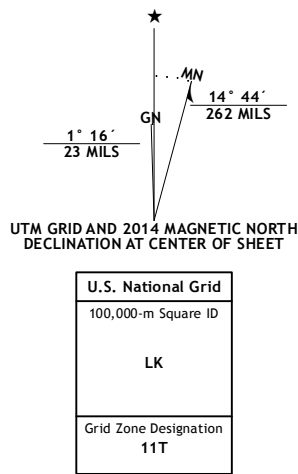 ★
MN
GN
14° 44´
262 MILS
1° 16´
23 MILS
UTM GRID AND 2014 MAGNETIC NORTH
DECLINATION AT CENTER OF SHEET
U.S. National Grid
100,000-m Square ID
LK
Grid Zone Designation
11T